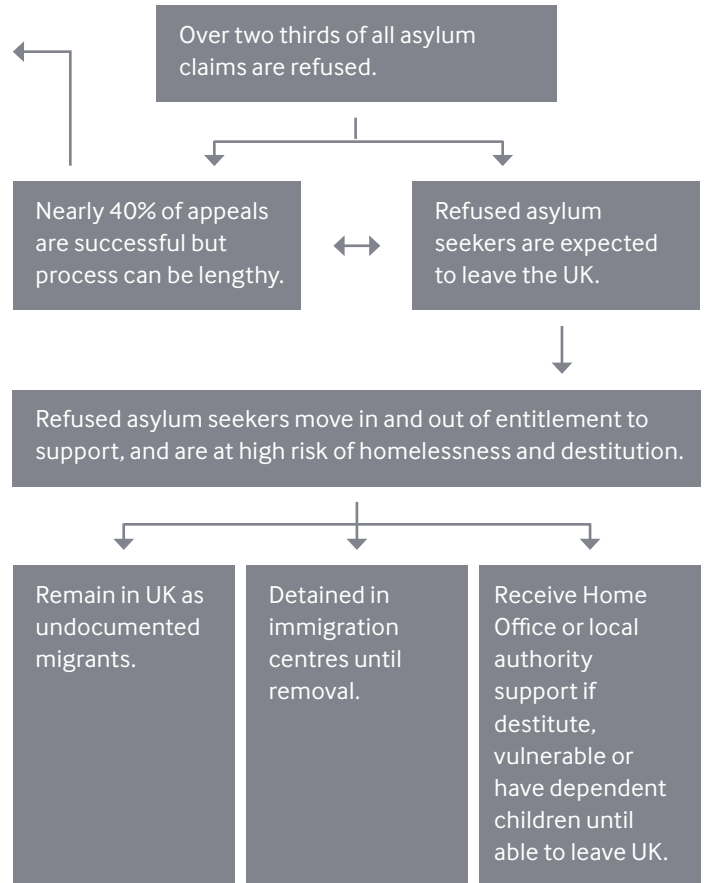 Over two thirds of all asylum
claims are refused.
Nearly 40% of appeals
are successful but
process can be lengthy.
Refused asylum
seekers are expected
to leave the UK.
Refused asylum seekers move in and out of entitlement to
support, and are at high risk of homelessness and destitution.
Remain in UK as
undocumented
migrants.
Detained in
immigration
centres until
removal.
Receive Home
Office or local
authority
support if
destitute,
vulnerable or
have dependent
children until
able to leave UK.